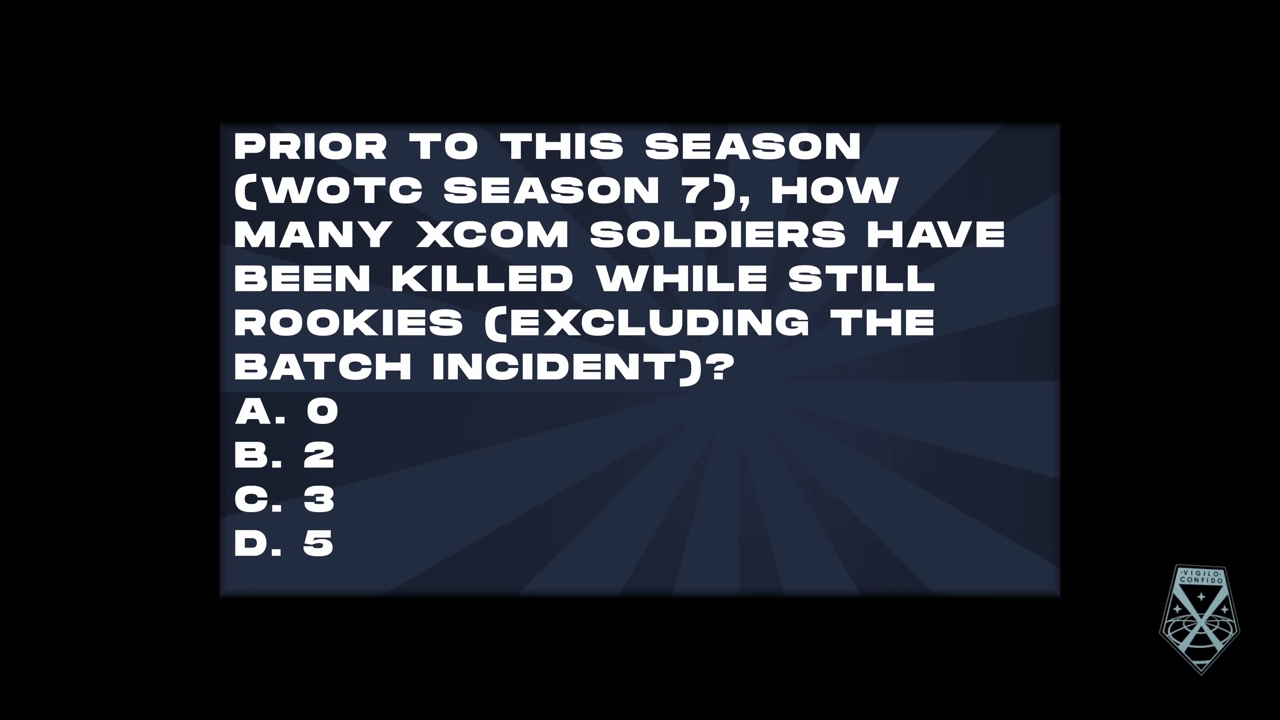 PRIOR TO THIS SEASON
(WOTC SEASON 7), HOW
MANY XCOM SOLDIERS HAVE
BEEN KILLED WHILE STILL
ROOKIES (EXCLUDING THE
BATCH INCIDENT)?
A. 0
B. 2
C. 3
D. 5
·VIGILO·
CONFIDO